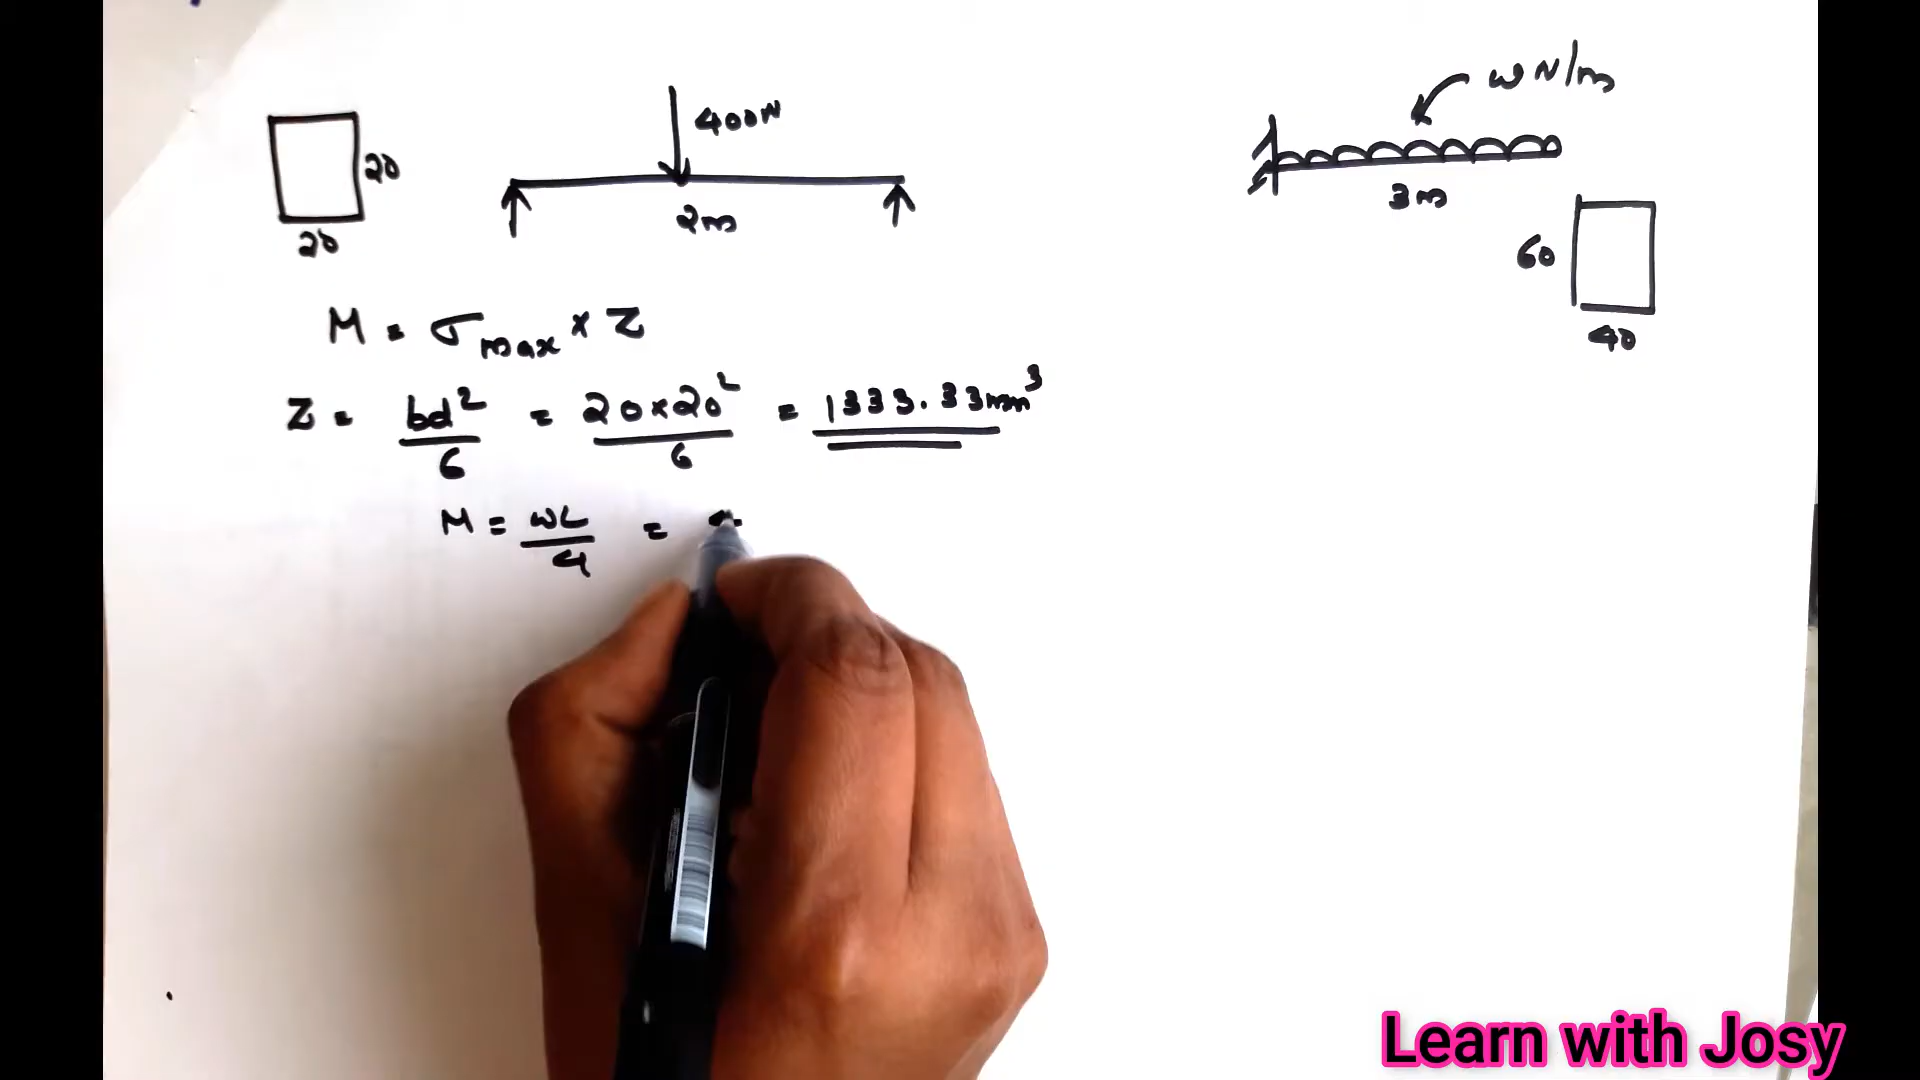 400N
20
20
2m
wN/m
3m
60
40
M = σmax × Z
Z = bd²/6 = 20×20²/6 = 1333.33mm³
M = wL/4 =
Learn with Josy